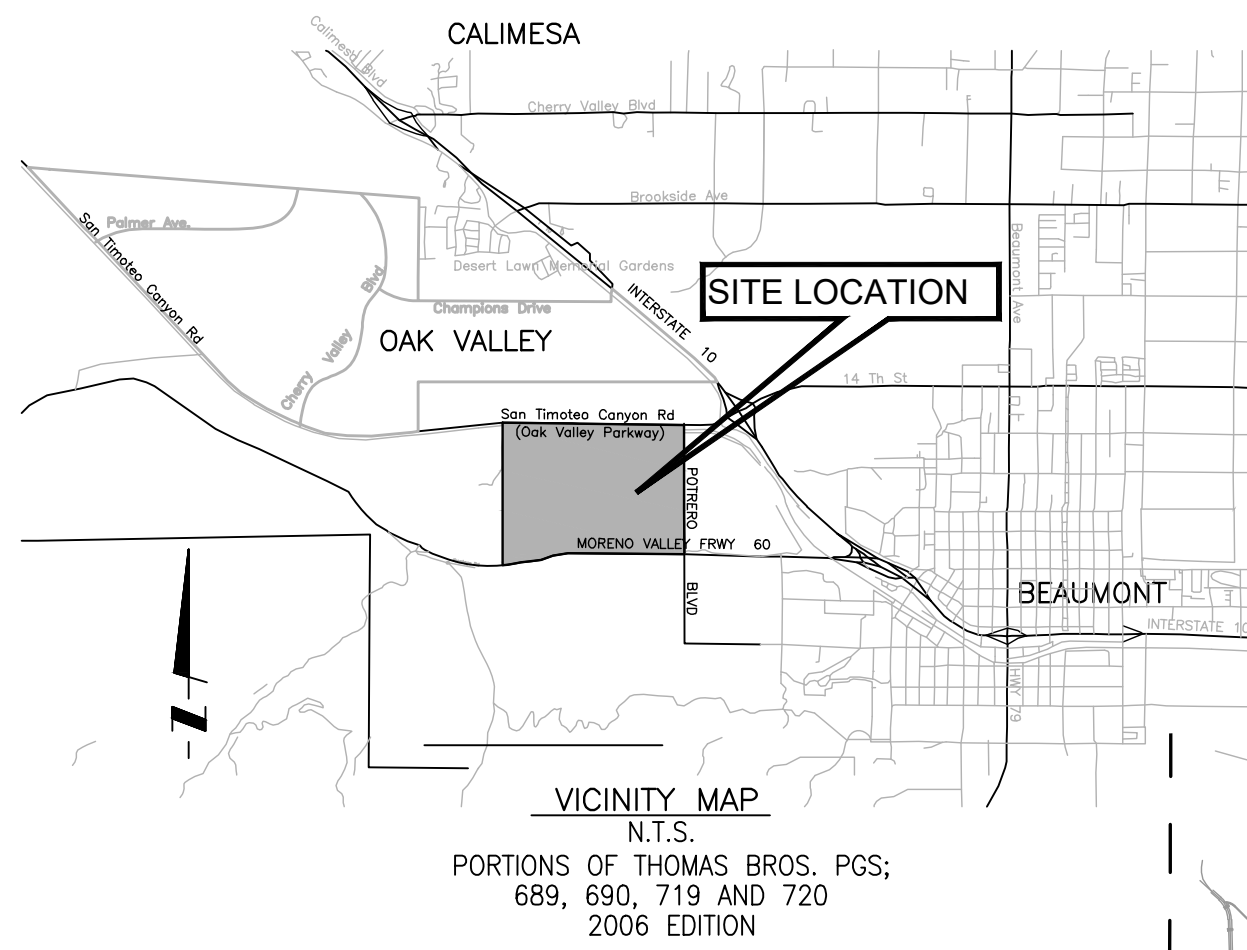 CALIMESA
Calimesa Blvd
Cherry Valley Blvd
Brookside Ave
Palmer Ave.
San Timoteo Canyon Rd
Beaumont Ave
Desert Lawn Memorial Gardens
SITE LOCATION
Blvd
Champions Drive
INTERSTATE 10
OAK VALLEY
Cherry Valley
14 Th St
San Timoteo Canyon Rd
(Oak Valley Parkway)
POTRERO
MORENO VALLEY FRWY 60
BLVD
BEAUMONT
INTERSTATE 10
HWY 79
N
VICINITY MAP
N.T.S.
PORTIONS OF THOMAS BROS. PGS;
689, 690, 719 AND 720
2006 EDITION